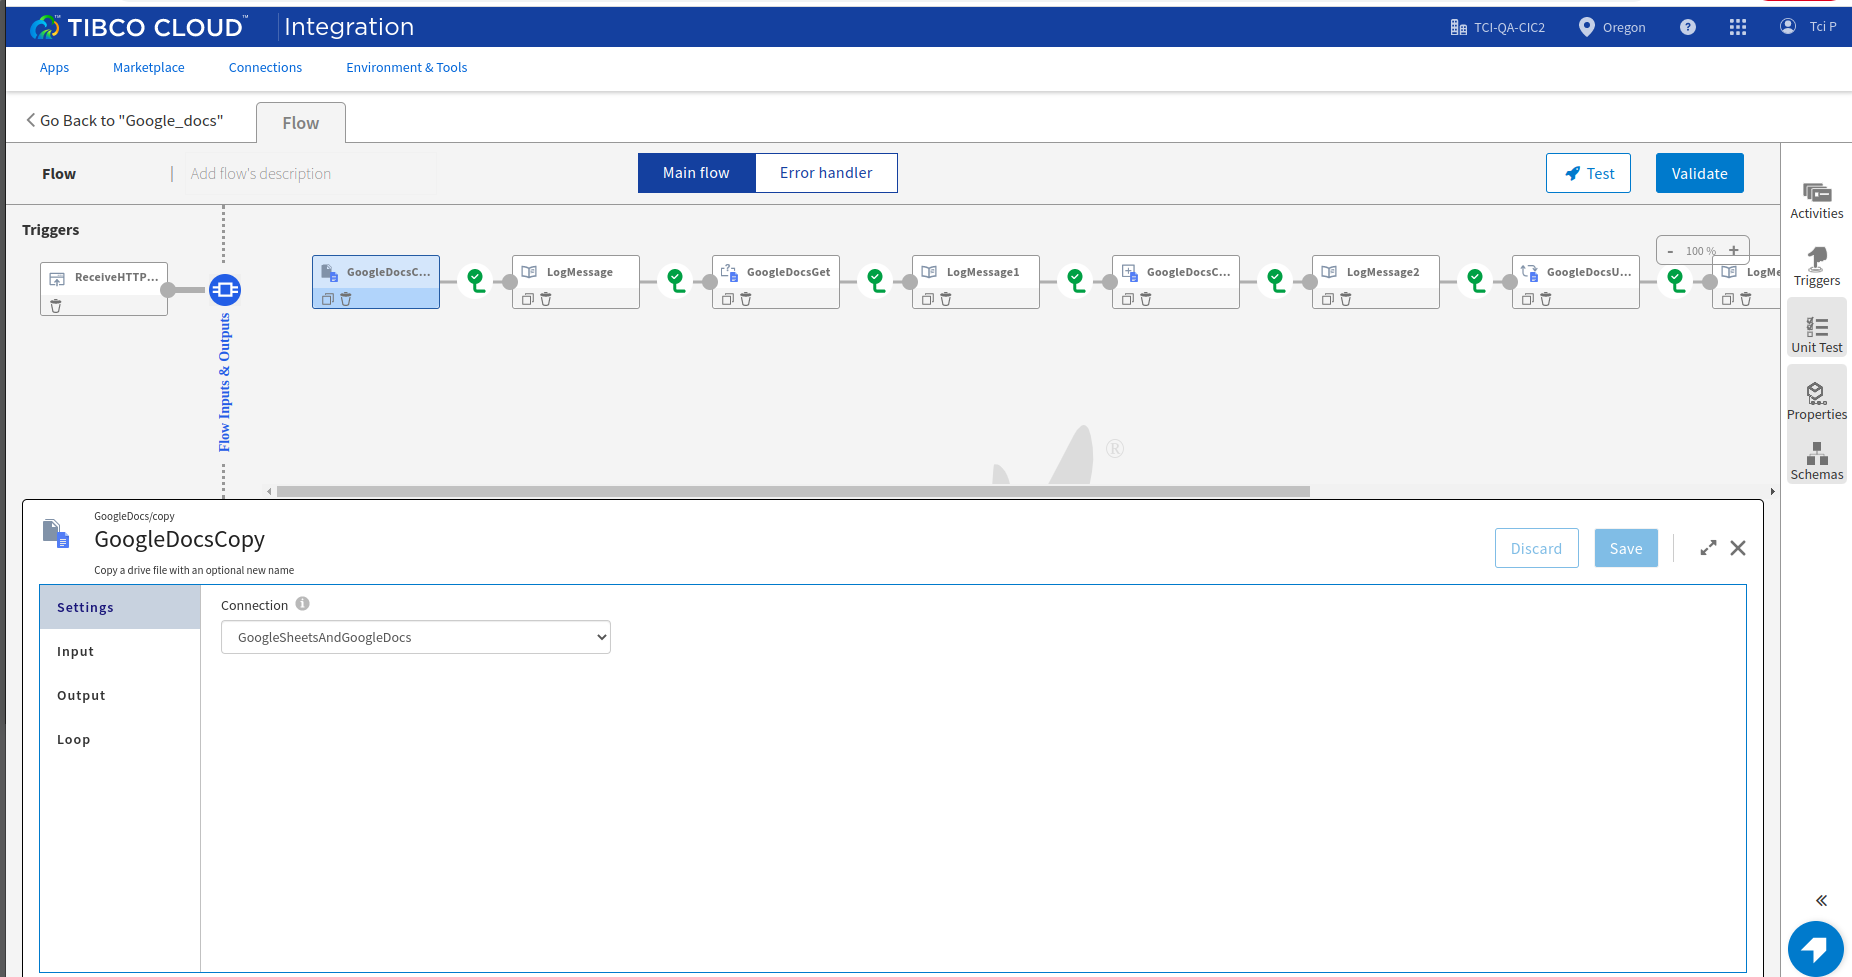 TIBCO CLOUD™ Integration
TCI-QA-CIC2
Oregon
?
Tci P
Apps
Marketplace
Connections
Environment & Tools
Go Back to "Google_docs"
Flow
Flow
Add flow's description
Main flow
Error handler
Test
Validate
Triggers
ReceiveHTTP...
Flow Inputs & Outputs
GoogleDocsC...
LogMessage
GoogleDocsGet
LogMessage1
GoogleDocsC...
LogMessage2
GoogleDocsU...
LogMe
- 100 % +
®
Activities
Triggers
Unit Test
Properties
Schemas
GoogleDocs/copy
GoogleDocsCopy
Copy a drive file with an optional new name
Discard
Save
Settings
Input
Output
Loop
Connection
GoogleSheetsAndGoogleDocs